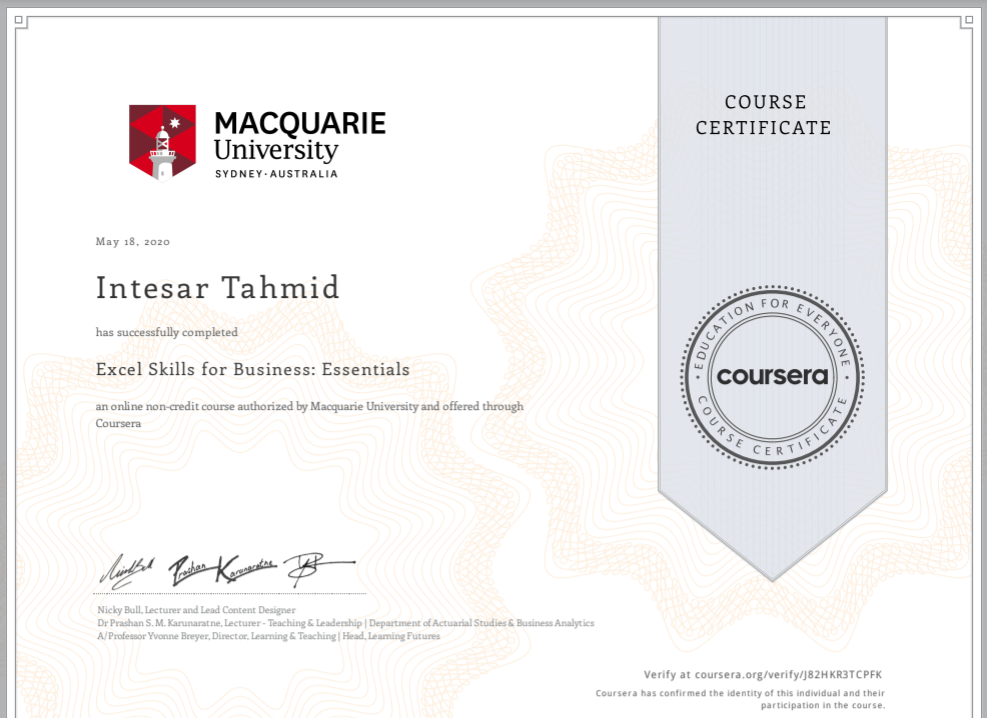 COURSE
CERTIFICATE
MACQUARIE
University
SYDNEY·AUSTRALIA
May 18, 2020
Intesar Tahmid
has successfully completed
Excel Skills for Business: Essentials
an online non-credit course authorized by Macquarie University and offered through
Coursera
EDUCATION FOR EVERYONE
coursera
COURSE CERTIFICATE
Prashan Karunaratne
Nicky Bull, Lecturer and Lead Content Designer
Dr Prashan S. M. Karunaratne, Lecturer - Teaching & Leadership | Department of Actuarial Studies & Business Analytics
A/Professor Yvonne Breyer, Director, Learning & Teaching | Head, Learning Futures
Verify at coursera.org/verify/J82HKR3TCPFK
Coursera has confirmed the identity of this individual and their
participation in the course.